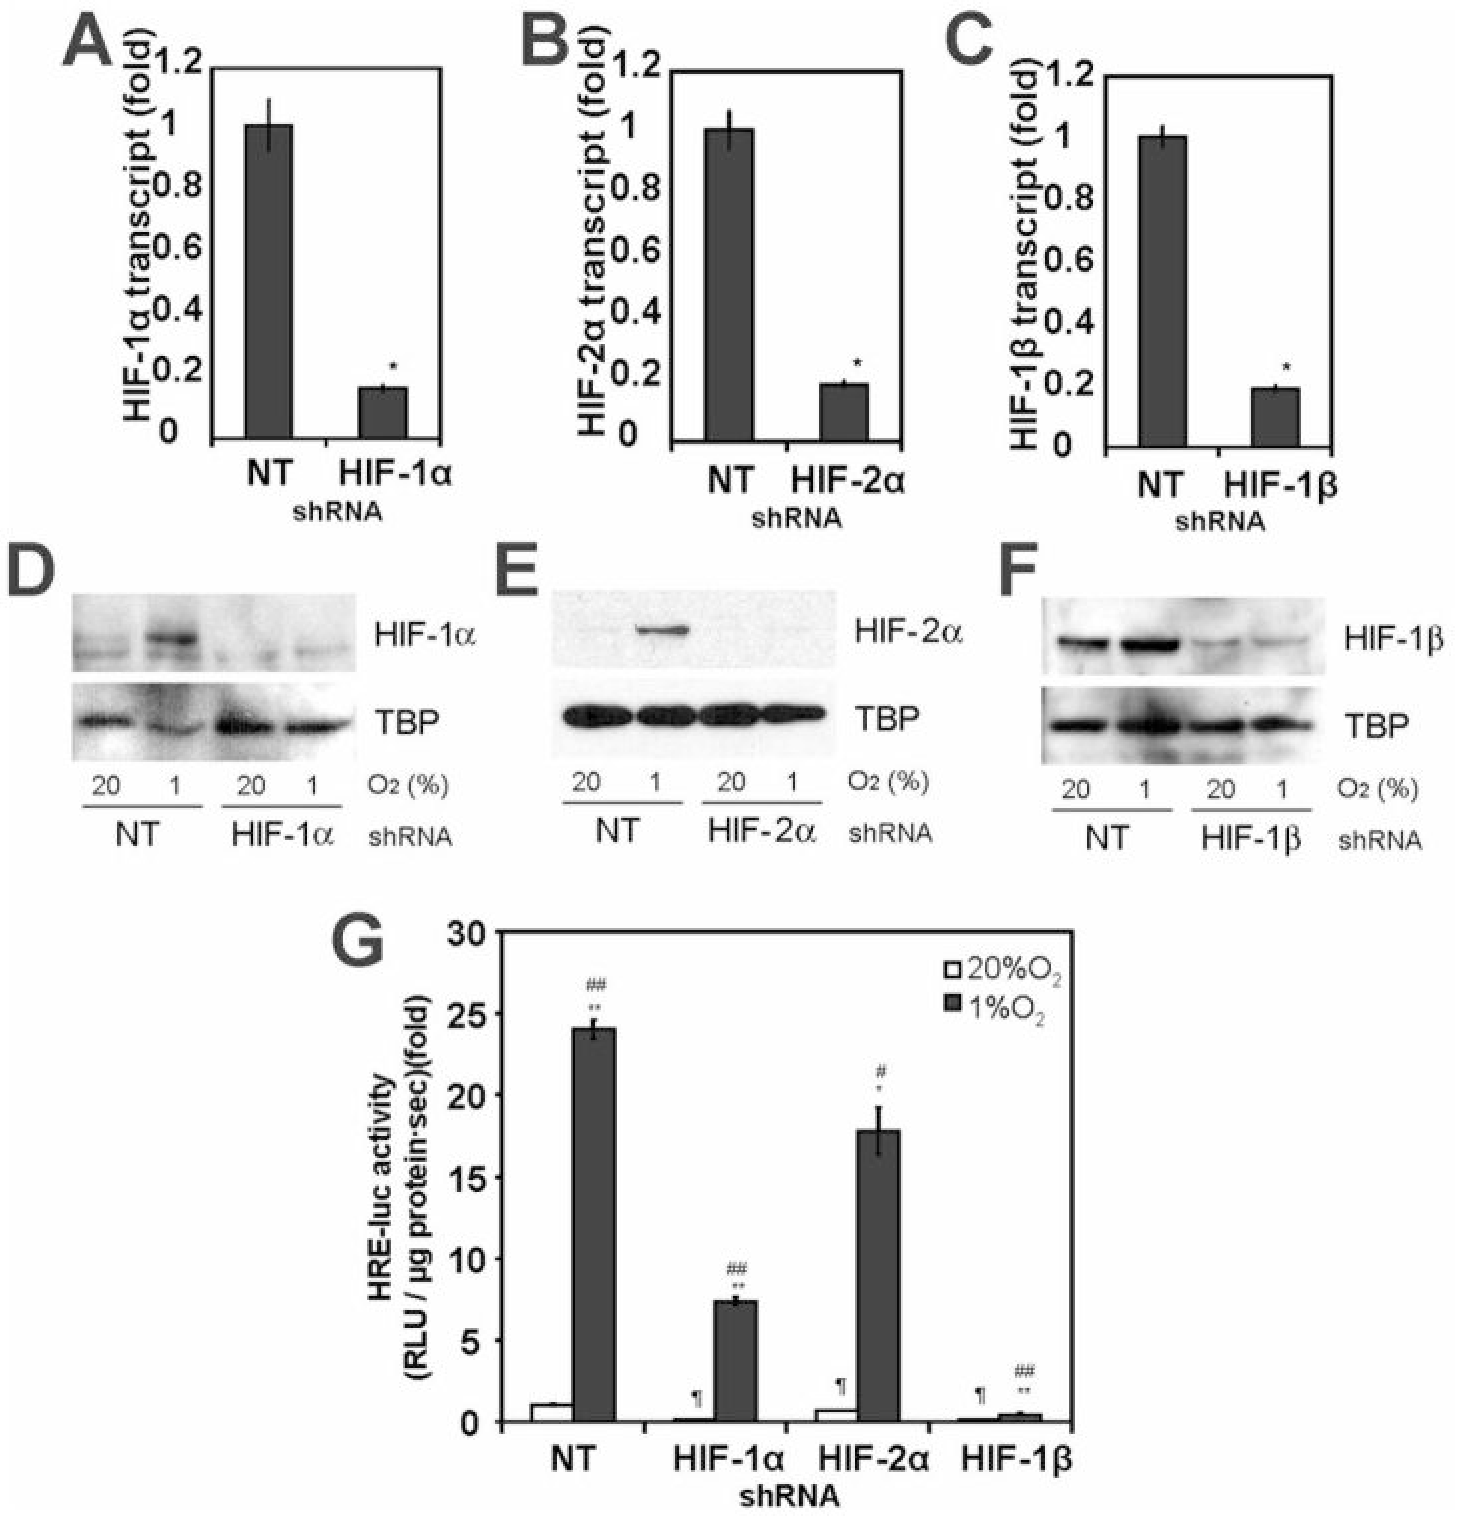 A
HIF-1α transcript (fold)
1.2
1
0.8
0.6
0.4
0.2
0
*
NT HIF-1α
shRNA
B
HIF-2α transcript (fold)
1.2
1
0.8
0.6
0.4
0.2
0
*
NT HIF-2α
shRNA
C
HIF-1β transcript (fold)
1.2
1
0.8
0.6
0.4
0.2
0
*
NT HIF-1β
shRNA
D
HIF-1α
TBP
20 1 20 1 O2 (%)
NT HIF-1α shRNA
E
HIF-2α
TBP
20 1 20 1 O2 (%)
NT HIF-2α shRNA
F
HIF-1β
TBP
20 1 20 1 O2 (%)
NT HIF-1β shRNA
G
HRE-luc activity
(RLU / µg protein·sec)(fold)
30
25
20
15
10
5
0
20%O2
1%O2
##
**
¶
##
**
¶
#
*
¶
##
**
NT HIF-1α HIF-2α HIF-1β
shRNA